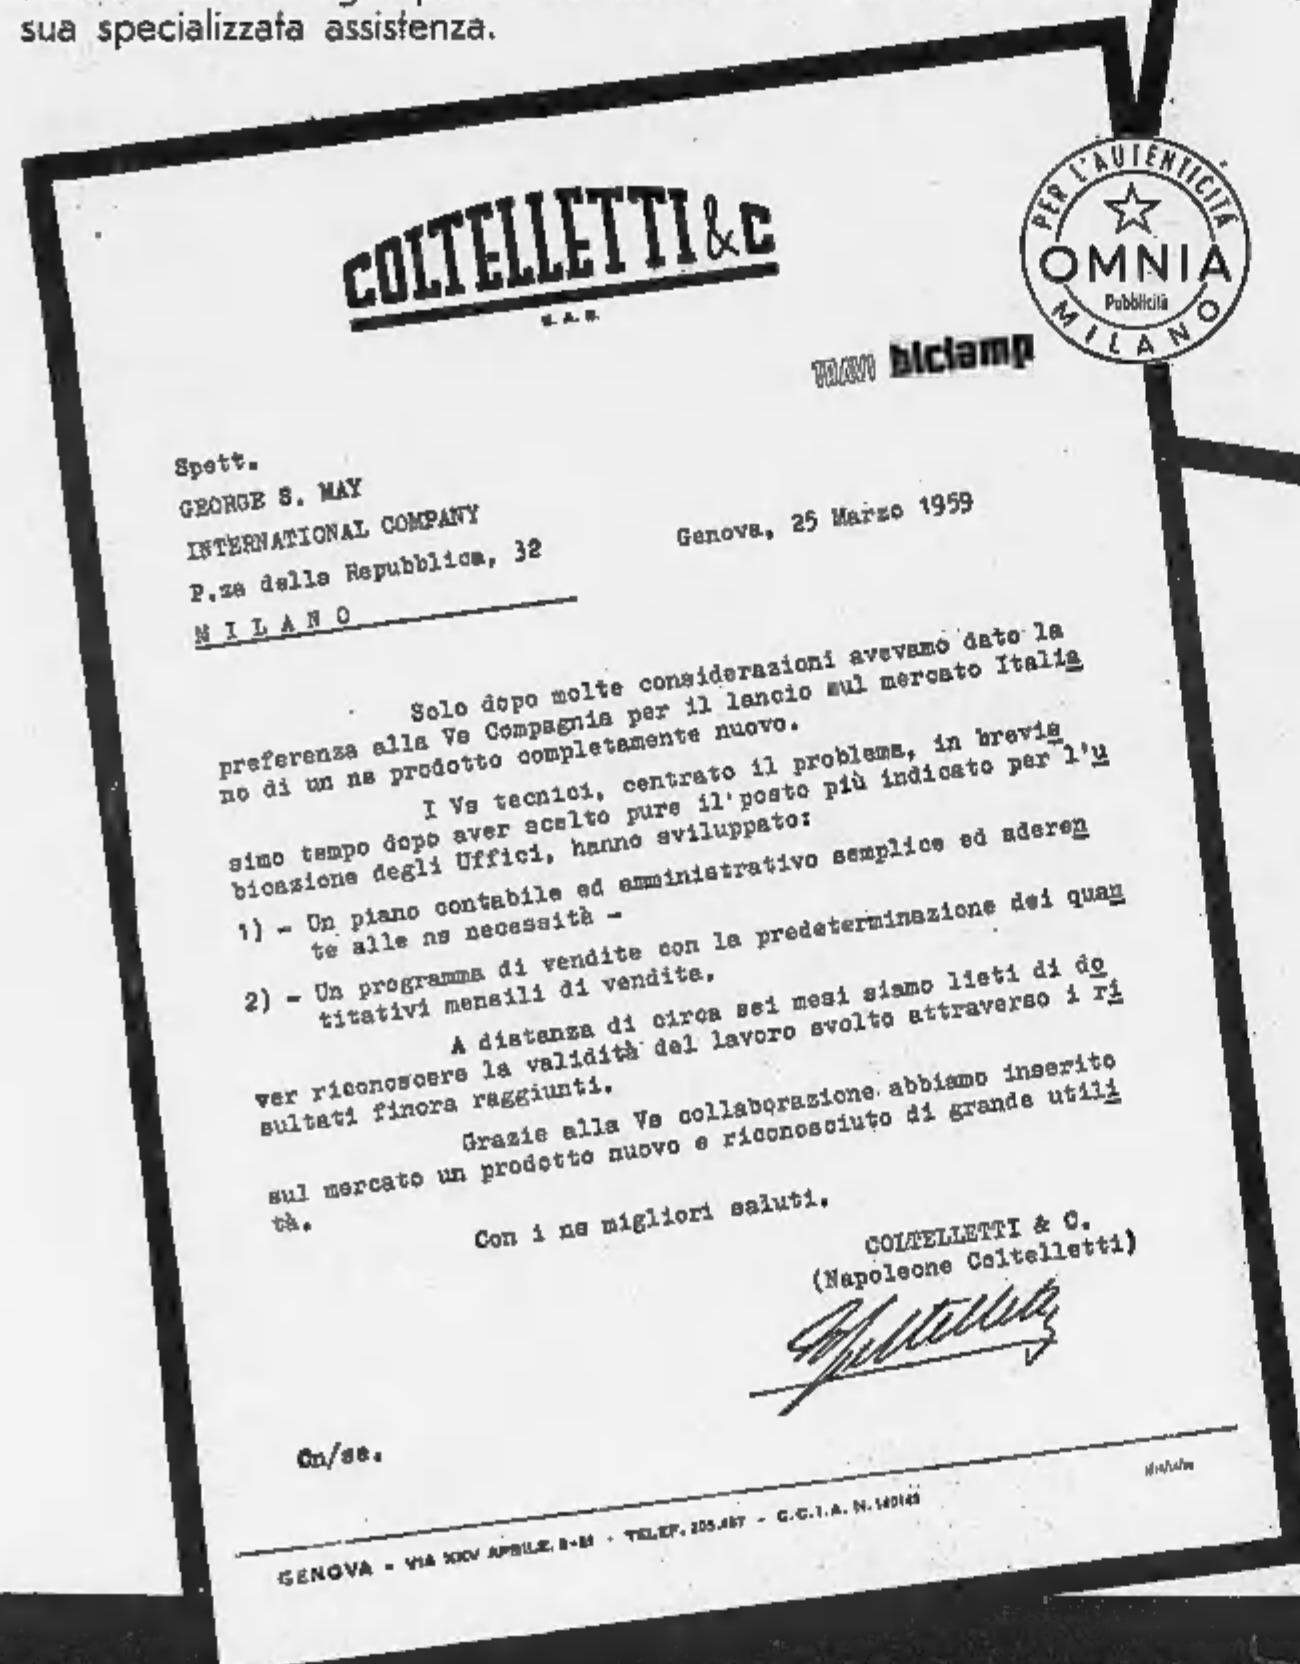 sua specializzata assistenza.
COLTELLETTI & C
S. A. S.
PER L'AUTENTICITÀ
OMNIA
Pubblicità
MILANO
TRAVI biclamp
Spett.
GEORGE S. MAY
INTERNATIONAL COMPANY
P.za della Repubblica, 32
MILANO
Genova, 25 Marzo 1959
Solo dopo molte considerazioni avevamo dato la
preferenza alla Vs Compagnia per il lancio sul mercato Italia
no di un ns prodotto completamente nuovo.
I Vs tecnici, centrato il problema, in brevis
simo tempo dopo aver scelto pure il posto più indicato per l'u
bicazione degli Uffici, hanno sviluppato:
1) - Un piano contabile ed amministrativo semplice ed aderen
te alle ns necessità -
2) - Un programma di vendite con la predeterminazione dei quan
titativi mensili di vendita.
A distanza di circa sei mesi siamo lieti di do
ver riconoscere la validità del lavoro svolto attraverso i ri
sultati finora raggiunti.
Grazie alla Vs collaborazione abbiamo inserito
sul mercato un prodotto nuovo e riconosciuto di grande utili
tà.
Con i ns migliori saluti.
COLTELLETTI & C.
(Napoleone Coltelletti)
Cn/se.
GENOVA - VIA XXV APRILE, - TELEF. - C.C.I.A. N.